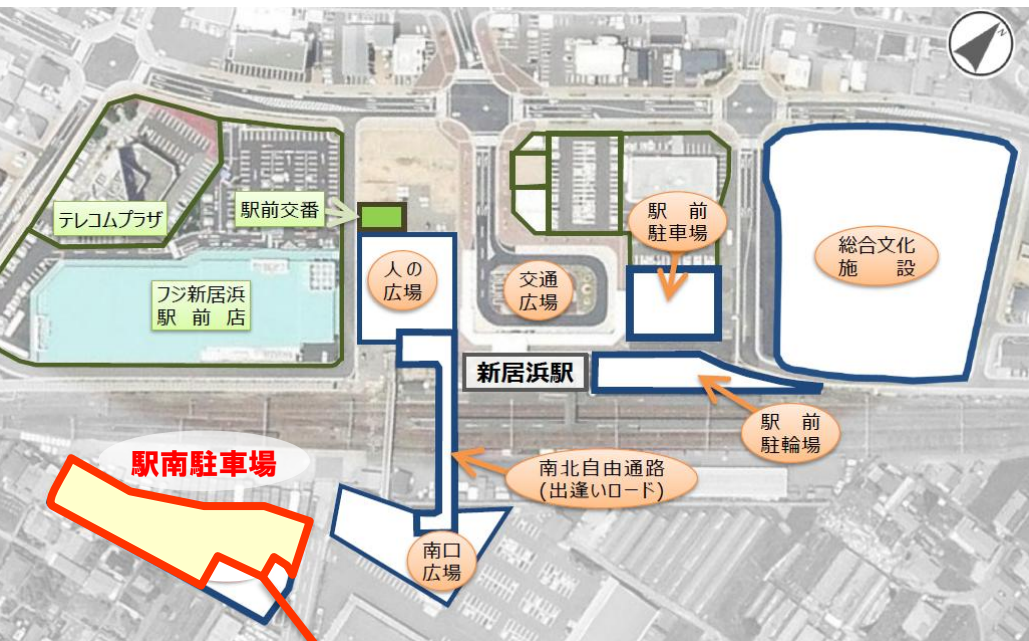 N
テレコムプラザ
駅前交番
駅 前
駐車場
総合文化
施 設
人の
広場
交通
広場
フジ新居浜
駅 前 店
新居浜駅
駅 前
駐輪場
駅南駐車場
南北自由通路
(出逢いロード)
南口
広場